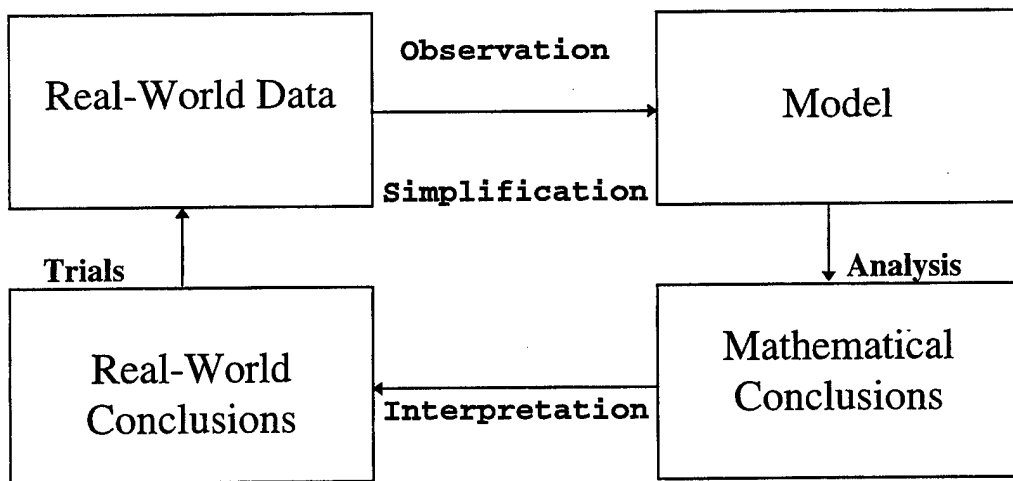 Observation
Real-World Data
Model
Simplification
Trials
Analysis
Real-World
Conclusions
Interpretation
Mathematical
Conclusions